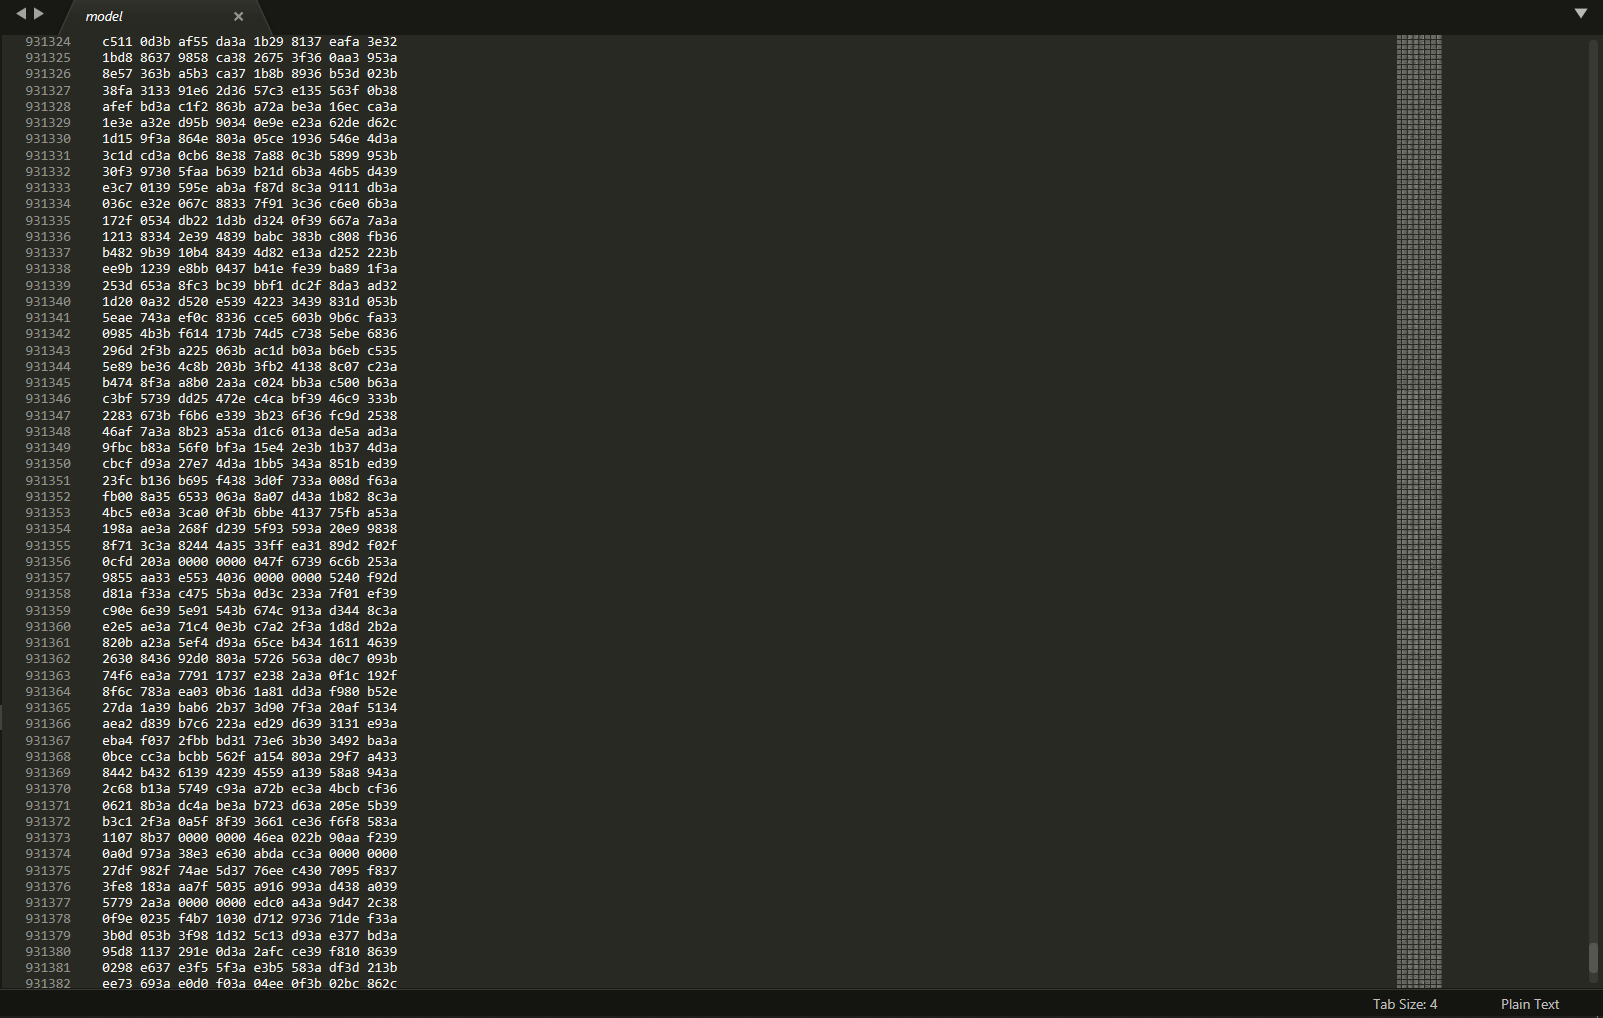 model
931324 c511 0d3b af55 da3a 1b29 8137 eafa 3e32
931325 1bd8 8637 9858 ca38 2675 3f36 0aa3 953a
931326 8e57 363b a5b3 ca37 1b8b 8936 b53d 023b
931327 38fa 3133 91e6 2d36 57c3 e135 563f 0b38
931328 afef bd3a c1f2 863b a72a be3a 16ec ca3a
931329 1e3e a32e d95b 9034 0e9e e23a 62de d62c
931330 1d15 9f3a 864e 803a 05ce 1936 546e 4d3a
931331 3c1d cd3a 0cb6 8e38 7a88 0c3b 5899 953b
931332 30f3 9730 5faa b639 b21d 6b3a 46b5 d439
931333 e3c7 0139 595e ab3a f87d 8c3a 9111 db3a
931334 036c e32e 067c 8833 7f91 3c36 c6e0 6b3a
931335 172f 0534 db22 1d3b d324 0f39 667a 7a3a
931336 1213 8334 2e39 4839 babc 383b c808 fb36
931337 b482 9b39 10b4 8439 4d82 e13a d252 223b
931338 ee9b 1239 e8bb 0437 b41e fe39 ba89 1f3a
931339 253d 653a 8fc3 bc39 bbf1 dc2f 8da3 ad32
931340 1d20 0a32 d520 e539 4223 3439 831d 053b
931341 5eae 743a ef0c 8336 cce5 603b 9b6c fa33
931342 0985 4b3b f614 173b 74d5 c738 5ebe 6836
931343 296d 2f3b a225 063b ac1d b03a b6eb c535
931344 5e89 be36 4c8b 203b 3fb2 4138 8c07 c23a
931345 b474 8f3a a8b0 2a3a c024 bb3a c500 b63a
931346 c3bf 5739 dd25 472e c4ca bf39 46c9 333b
931347 2283 673b f6b6 e339 3b23 6f36 fc9d 2538
931348 46af 7a3a 8b23 a53a d1c6 013a de5a ad3a
931349 9fbc b83a 56f0 bf3a 15e4 2e3b 1b37 4d3a
931350 cbcf d93a 27e7 4d3a 1bb5 343a 851b ed39
931351 23fc b136 b695 f438 3d0f 733a 008d f63a
931352 fb00 8a35 6533 063a 8a07 d43a 1b82 8c3a
931353 4bc5 e03a 3ca0 0f3b 6bbe 4137 75fb a53a
931354 198a ae3a 268f d239 5f93 593a 20e9 9838
931355 8f71 3c3a 8244 4a35 33ff ea31 89d2 f02f
931356 0cfd 203a 0000 0000 047f 6739 6c6b 253a
931357 9855 aa33 e553 4036 0000 0000 5240 f92d
931358 d81a f33a c475 5b3a 0d3c 233a 7f01 ef39
931359 c90e 6e39 5e91 543b 674c 913a d344 8c3a
931360 e2e5 ae3a 71c4 0e3b c7a2 2f3a 1d8d 2b2a
931361 820b a23a 5ef4 d93a 65ce b434 1611 4639
931362 2630 8436 92d0 803a 5726 563a d0c7 093b
931363 74f6 ea3a 7791 1737 e238 2a3a 0f1c 192f
931364 8f6c 783a ea03 0b36 1a81 dd3a f980 b52e
931365 27da 1a39 bab6 2b37 3d90 7f3a 20af 5134
931366 aea2 d839 b7c6 223a ed29 d639 3131 e93a
931367 eba4 f037 2fbb bd31 73e6 3b30 3492 ba3a
931368 0bce cc3a bcbb 562f a154 803a 29f7 a433
931369 8442 b432 6139 4239 4559 a139 58a8 943a
931370 2c68 b13a 5749 c93a a72b ec3a 4bcb cf36
931371 0621 8b3a dc4a be3a b723 d63a 205e 5b39
931372 b3c1 2f3a 0a5f 8f39 3661 ce36 f6f8 583a
931373 1107 8b37 0000 0000 46ea 022b 90aa f239
931374 0a0d 973a 38e3 e630 abda cc3a 0000 0000
931375 27df 982f 74ae 5d37 76ee c430 7095 f837
931376 3fe8 183a aa7f 5035 a916 993a d438 a039
931377 5779 2a3a 0000 0000 edc0 a43a 9d47 2c38
931378 0f9e 0235 f4b7 1030 d712 9736 71de f33a
931379 3b0d 053b 3f98 1d32 5c13 d93a e377 bd3a
931380 95d8 1137 291e 0d3a 2afc ce39 f810 8639
931381 0298 e637 e3f5 5f3a e3b5 583a df3d 213b
931382 ee73 693a e0d0 f03a 04ee 0f3b 02bc 862c
Tab Size: 4 Plain Text